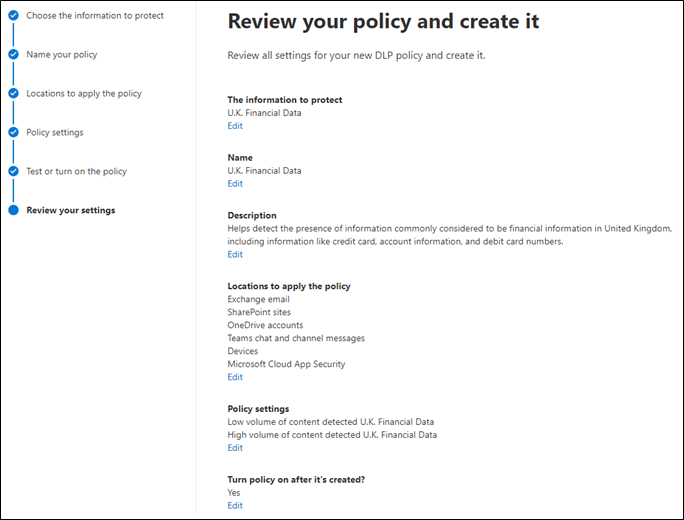 Choose the information to protect
Name your policy
Locations to apply the policy
Policy settings
Test or turn on the policy
Review your settings
Review your policy and create it
Review all settings for your new DLP policy and create it.
The information to protect
U.K. Financial Data
Edit
Name
U.K. Financial Data
Edit
Description
Helps detect the presence of information commonly considered to be financial information in United Kingdom,
including information like credit card, account information, and debit card numbers.
Edit
Locations to apply the policy
Exchange email
SharePoint sites
OneDrive accounts
Teams chat and channel messages
Devices
Microsoft Cloud App Security
Edit
Policy settings
Low volume of content detected U.K. Financial Data
High volume of content detected U.K. Financial Data
Edit
Turn policy on after it's created?
Yes
Edit